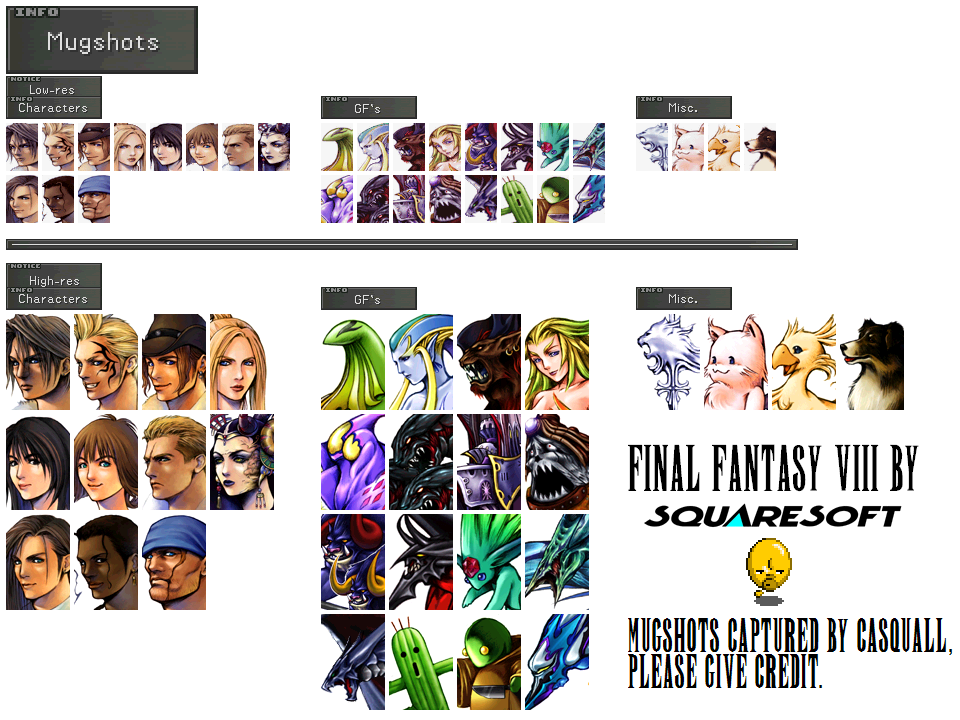 INFO
Mugshots
NOTICE
Low-res
INFO
Characters
INFO
GF's
INFO
Misc.
NOTICE
High-res
INFO
Characters
INFO
GF's
INFO
Misc.
FINAL FANTASY VIII BY
SQUARESOFT
MUGSHOTS CAPTURED BY CASQUALL,
PLEASE GIVE CREDIT.